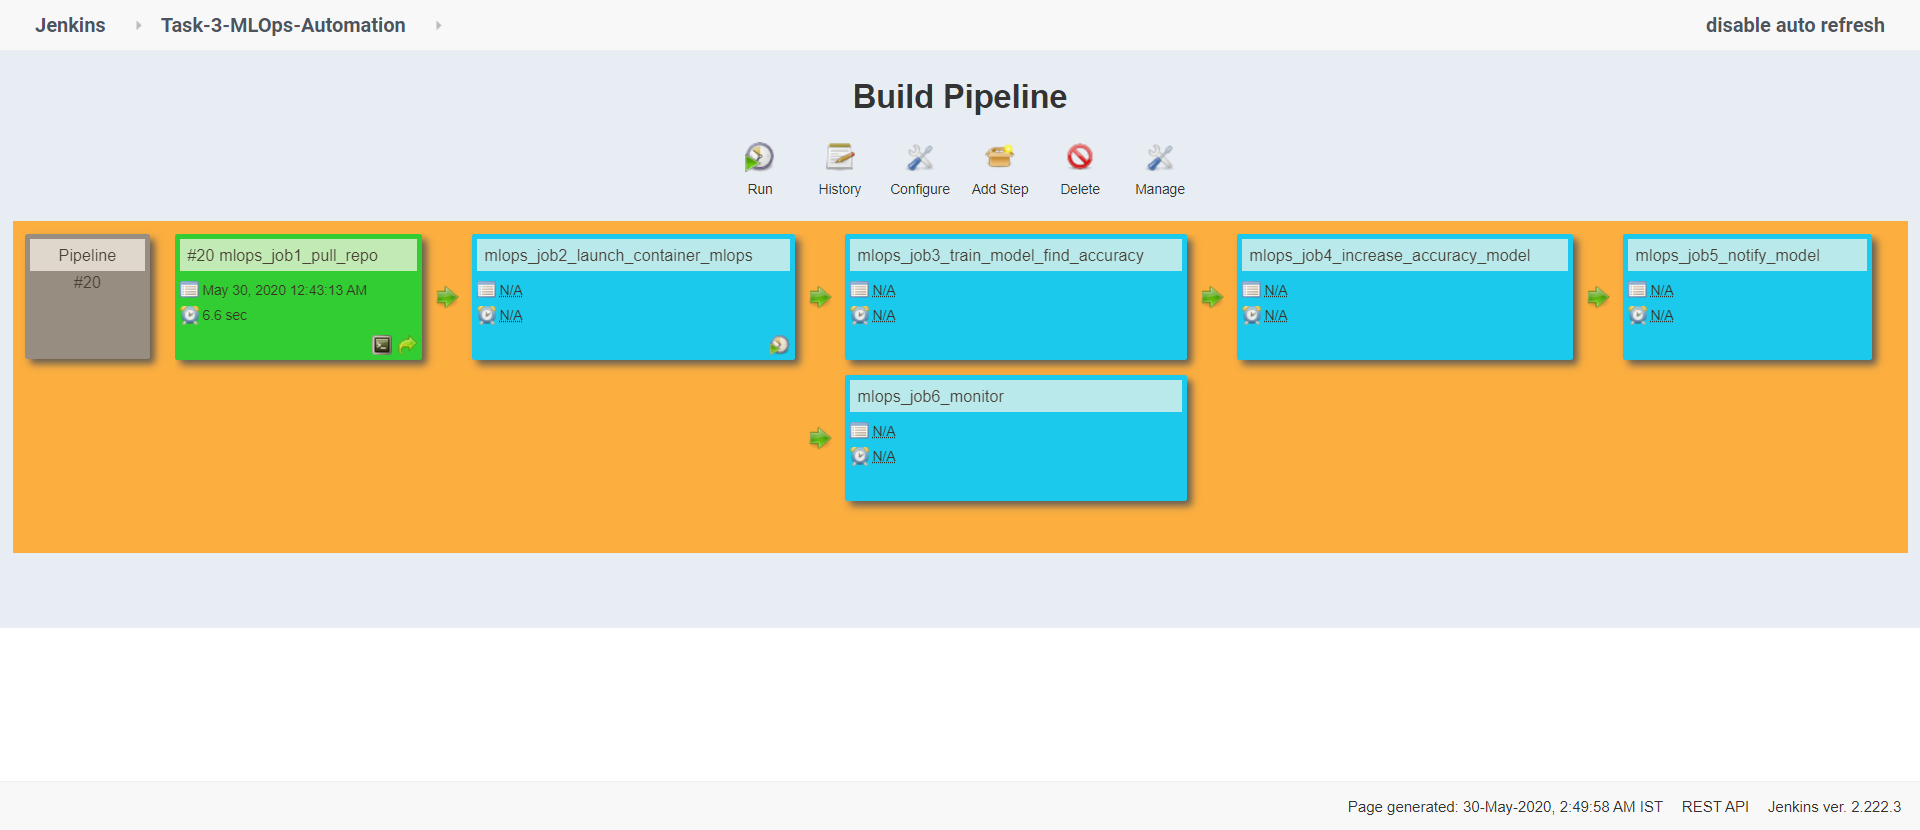 Jenkins
Task-3-MLOps-Automation
disable auto refresh
Build Pipeline
Run
History
Configure
Add Step
Delete
Manage
Pipeline
#20
#20 mlops_job1_pull_repo
May 30, 2020 12:43:13 AM
6.6 sec
mlops_job2_launch_container_mlops
N/A
N/A
mlops_job3_train_model_find_accuracy
N/A
N/A
mlops_job4_increase_accuracy_model
N/A
N/A
mlops_job5_notify_model
N/A
N/A
mlops_job6_monitor
N/A
N/A
Page generated: 30-May-2020, 2:49:58 AM IST
REST API
Jenkins ver. 2.222.3